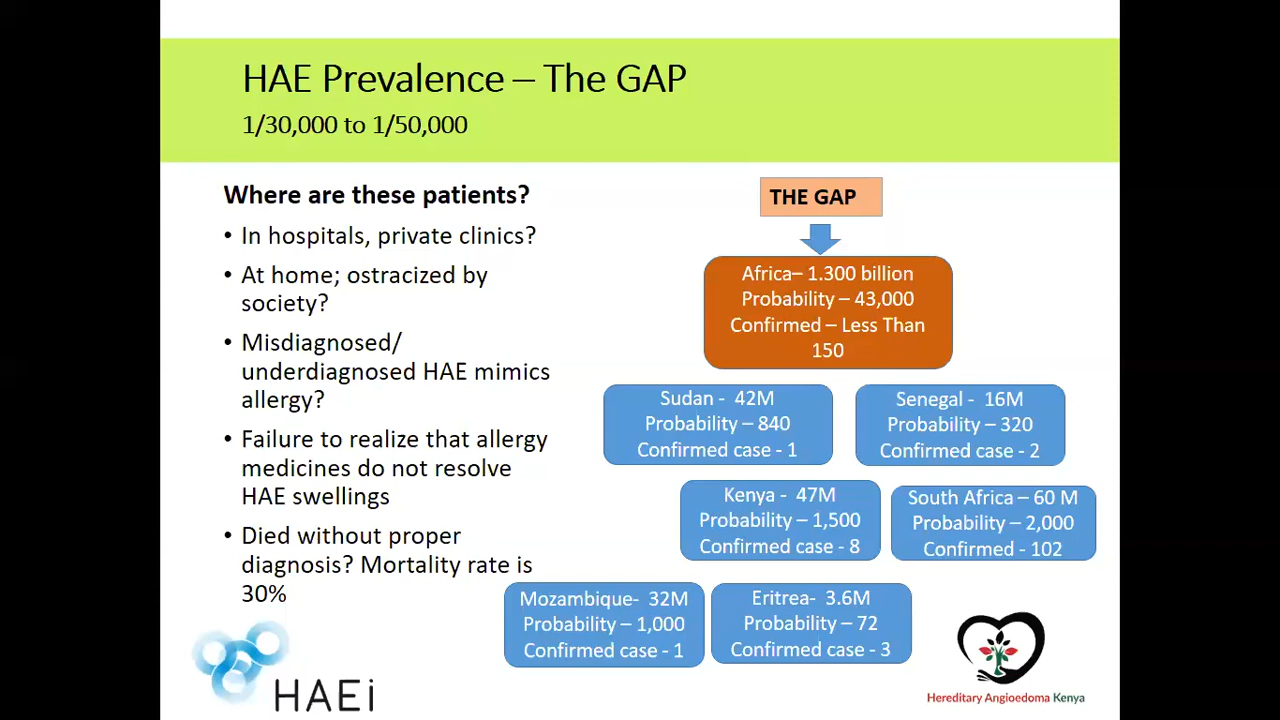 HAE Prevalence – The GAP
1/30,000 to 1/50,000
Where are these patients?
• In hospitals, private clinics?
• At home; ostracized by
society?
• Misdiagnosed/
underdiagnosed HAE mimics
allergy?
• Failure to realize that allergy
medicines do not resolve
HAE swellings
• Died without proper
diagnosis? Mortality rate is
30%
THE GAP
Africa– 1.300 billion
Probability – 43,000
Confirmed – Less Than
150
Sudan - 42M
Probability – 840
Confirmed case - 1
Senegal - 16M
Probability – 320
Confirmed case - 2
Kenya - 47M
Probability – 1,500
Confirmed case - 8
South Africa – 60 M
Probability – 2,000
Confirmed - 102
Mozambique- 32M
Probability – 1,000
Confirmed case - 1
Eritrea- 3.6M
Probability – 72
Confirmed case - 3
HAEi
Hereditary Angioedoma Kenya